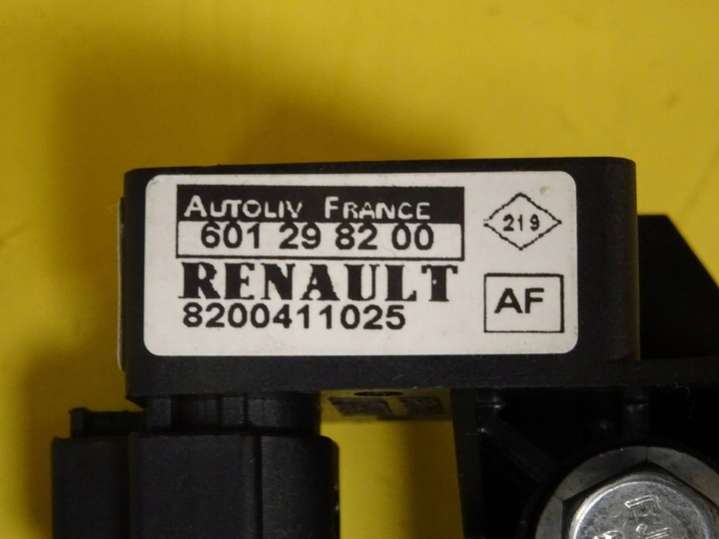 AUTOLIV FRANCE
601 29 82 00
RENAULT
8200411025
219
AF